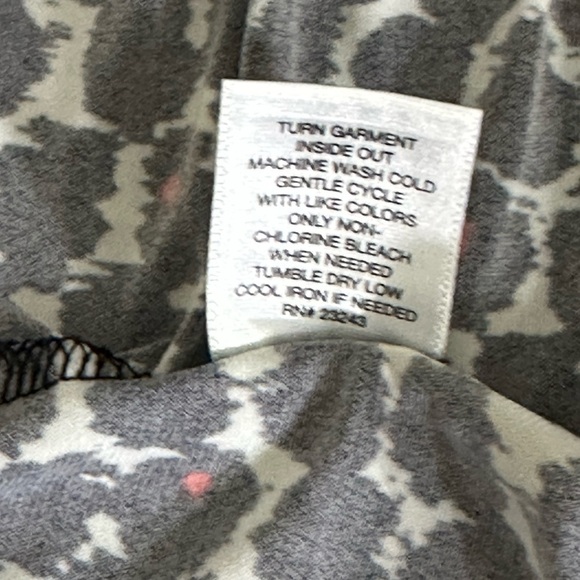 TURN GARMENT
INSIDE OUT
MACHINE WASH COLD
GENTLE CYCLE
WITH LIKE COLORS
ONLY NON-
CHLORINE BLEACH
WHEN NEEDED
TUMBLE DRY LOW
COOL IRON IF NEEDED
RN# 23243